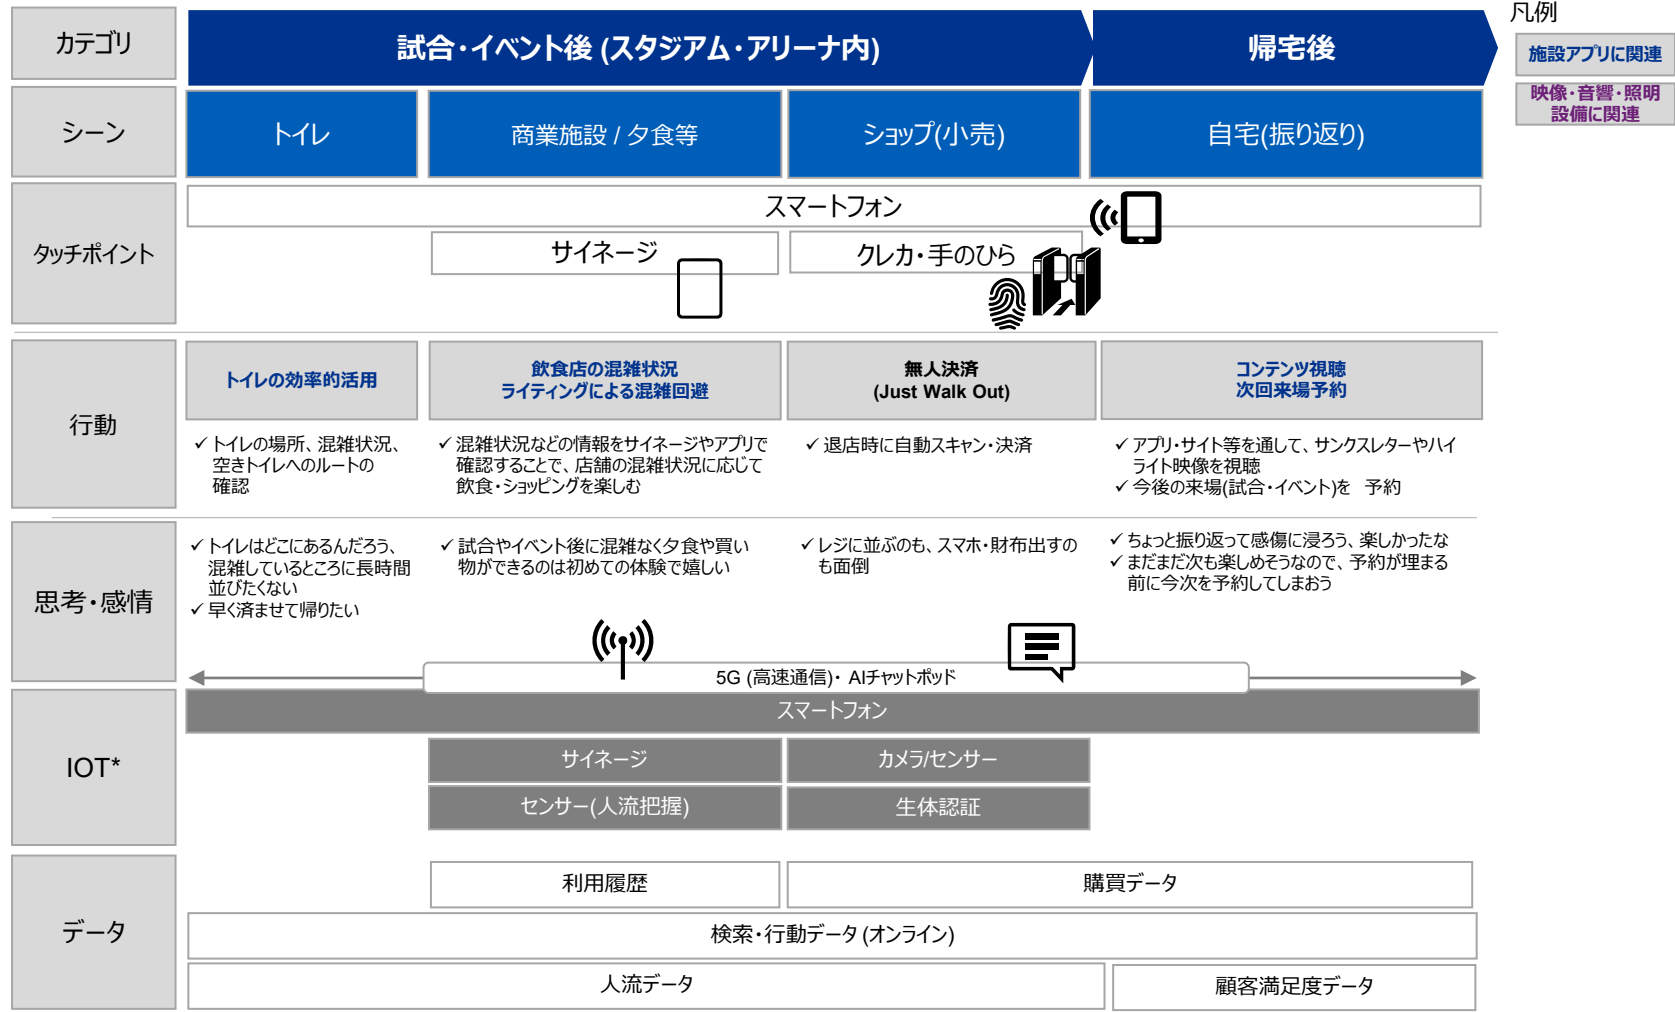 凡例
施設アプリに関連
映像・音響・照明
設備に関連
カテゴリ
試合・イベント後 (スタジアム・アリーナ内)
帰宅後
シーン
トイレ
商業施設 / 夕食等
ショップ(小売)
自宅(振り返り)
タッチポイント
スマートフォン
サイネージ
クレカ・手のひら
行動
トイレの効率的活用
飲食店の混雑状況
ライティングによる混雑回避
無人決済
(Just Walk Out)
コンテンツ視聴
次回来場予約
✓トイレの場所、混雑状況、
空きトイレへのルートの
確認
✓混雑状況などの情報をサイネージやアプリで
確認することで、店舗の混雑状況に応じて
飲食・ショッピングを楽しむ
✓退店時に自動スキャン・決済
✓アプリ・サイト等を通して、サンクスレターやハイ
ライト映像を視聴
✓今後の来場(試合・イベント)を 予約
思考・感情
✓トイレはどこにあるんだろう、
混雑しているところに長時間
並びたくない
✓早く済ませて帰りたい
✓試合やイベント後に混雑なく夕食や買い
物ができるのは初めての体験で嬉しい
✓レジに並ぶのも、スマホ・財布出すの
も面倒
✓ちょっと振り返って感傷に浸ろう、楽しかったな
✓まだまだ次も楽しめそうなので、予約が埋まる
前に今次を予約してしまおう
5G (高速通信)・ AIチャットポッド
IOT*
スマートフォン
サイネージ
カメラ/センサー
センサー(人流把握)
生体認証
データ
利用履歴
購買データ
検索・行動データ (オンライン)
人流データ
顧客満足度データ